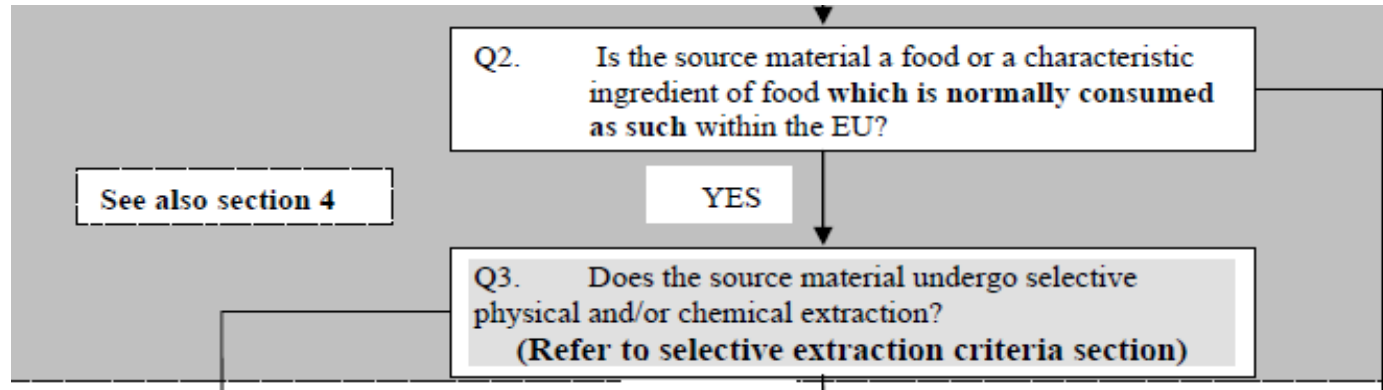 Q2. Is the source material a food or a characteristic
ingredient of food which is normally consumed
as such within the EU?
See also section 4
YES
Q3. Does the source material undergo selective
physical and/or chemical extraction?
(Refer to selective extraction criteria section)